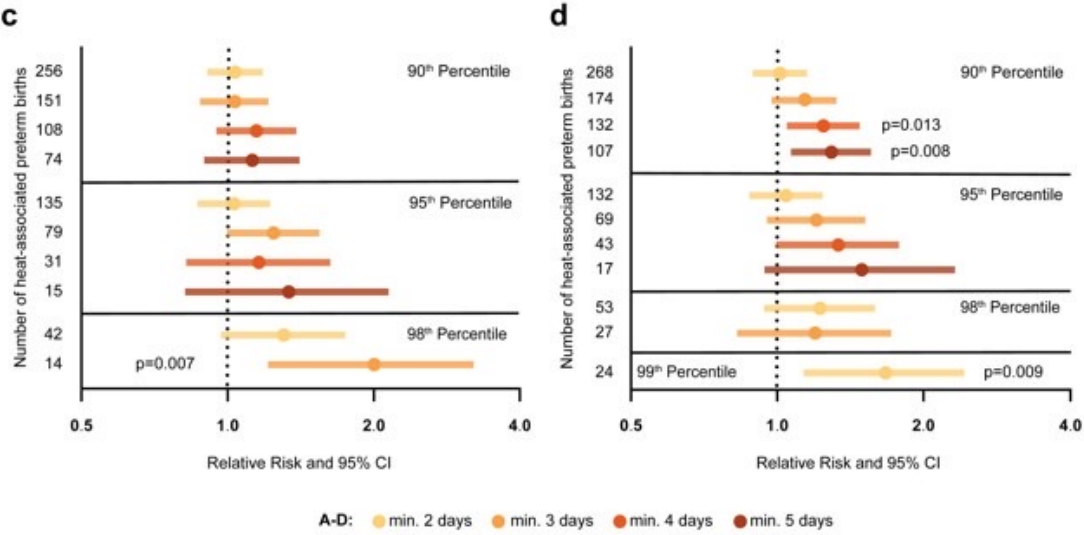 c
Number of heat-associated preterm births
256
90th Percentile
151
108
74
135
95th Percentile
79
31
15
42
98th Percentile
14
p=0.007
0.5
1.0
2.0
4.0
Relative Risk and 95% CI
d
Number of heat-associated preterm births
268
90th Percentile
174
132
p=0.013
107
p=0.008
132
95th Percentile
69
43
17
53
98th Percentile
27
24
99th Percentile
p=0.009
0.5
1.0
2.0
4.0
Relative Risk and 95% CI
A-D: min. 2 days min. 3 days min. 4 days min. 5 days